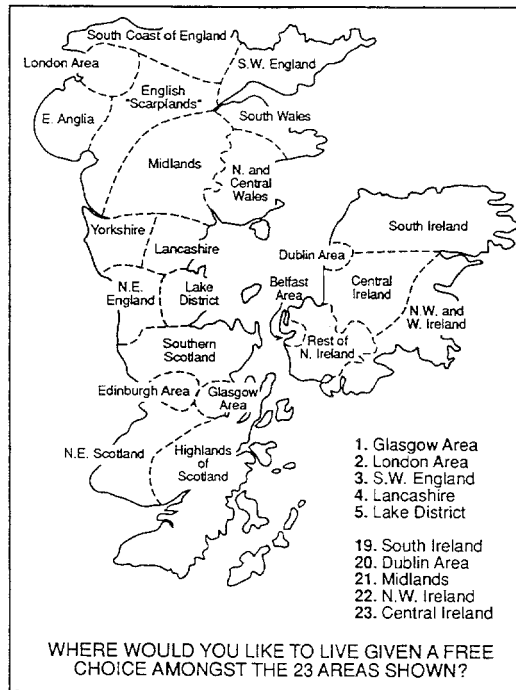 South Coast of England
London Area
S.W. England
English
"Scarplands"
E. Anglia
South Wales
Midlands
N. and
Central
Wales
Yorkshire
Lancashire
South Ireland
Dublin Area
N.E.
England
Lake
District
Belfast
Area
Central
Ireland
N.W. and
W. Ireland
Rest of
N. Ireland
Southern
Scotland
Edinburgh Area
Glasgow
Area
N.E. Scotland
Highlands
of
Scotland
1. Glasgow Area
2. London Area
3. S.W. England
4. Lancashire
5. Lake District
19. South Ireland
20. Dublin Area
21. Midlands
22. N.W. Ireland
23. Central Ireland
WHERE WOULD YOU LIKE TO LIVE GIVEN A FREE
CHOICE AMONGST THE 23 AREAS SHOWN?